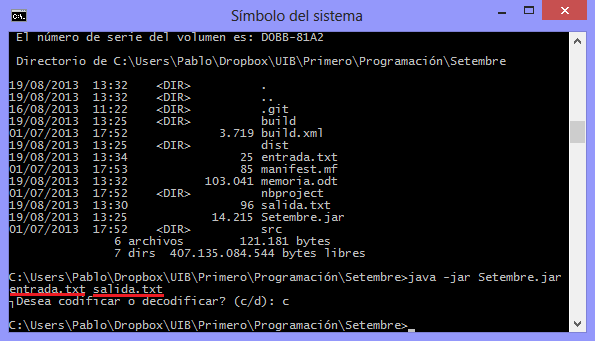 Símbolo del sistema
El número de serie del volumen es: D0BB-81A2
Directorio de C:\Users\Pablo\Dropbox\UIB\Primero\Programación\Setembre
19/08/2013  13:32    <DIR>          .
19/08/2013  13:32    <DIR>          ..
16/08/2013  11:22    <DIR>          .git
19/08/2013  13:25    <DIR>          build
01/07/2013  17:52             3.719 build.xml
19/08/2013  13:25    <DIR>          dist
19/08/2013  13:34                25 entrada.txt
01/07/2013  17:53                85 manifest.mf
19/08/2013  13:32           103.041 memoria.odt
01/07/2013  17:52    <DIR>          nbproject
19/08/2013  13:30                96 salida.txt
19/08/2013  13:25            14.215 Setembre.jar
01/07/2013  17:52    <DIR>          src
6 archivos        121.181 bytes
7 dirs  407.135.084.544 bytes libres
C:\Users\Pablo\Dropbox\UIB\Primero\Programación\Setembre>java -jar Setembre.jar
entrada.txt salida.txt
┐Desea codificar o decodificar? (c/d): c
C:\Users\Pablo\Dropbox\UIB\Primero\Programación\Setembre>_